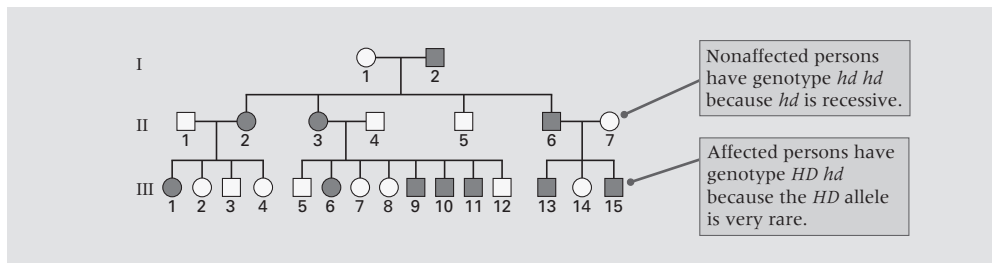 I
1 2
Nonaffected persons
have genotype hd hd
because hd is recessive.
II
1 2 3 4 5 6 7
Affected persons have
genotype HD hd
because the HD allele
is very rare.
III
1 2 3 4 5 6 7 8 9 10 11 12 13 14 15